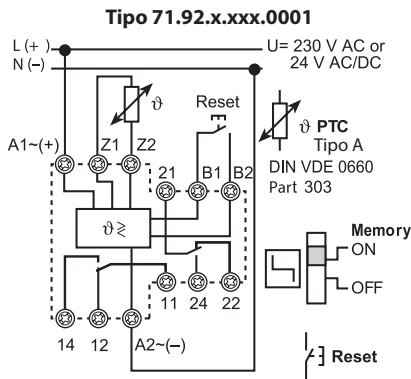 Tipo 71.92.x.xxx.0001
L (+)
U= 230 V AC or
N (–)
24 V AC/DC
ϑ
Reset
ϑ PTC
Tipo A
DIN VDE 0660
Part 303
A1~(+) Z1 Z2
21 B1 B2
ϑ≷
Memory
ON
OFF
11 24 22
14 12 A2~(–)
Reset